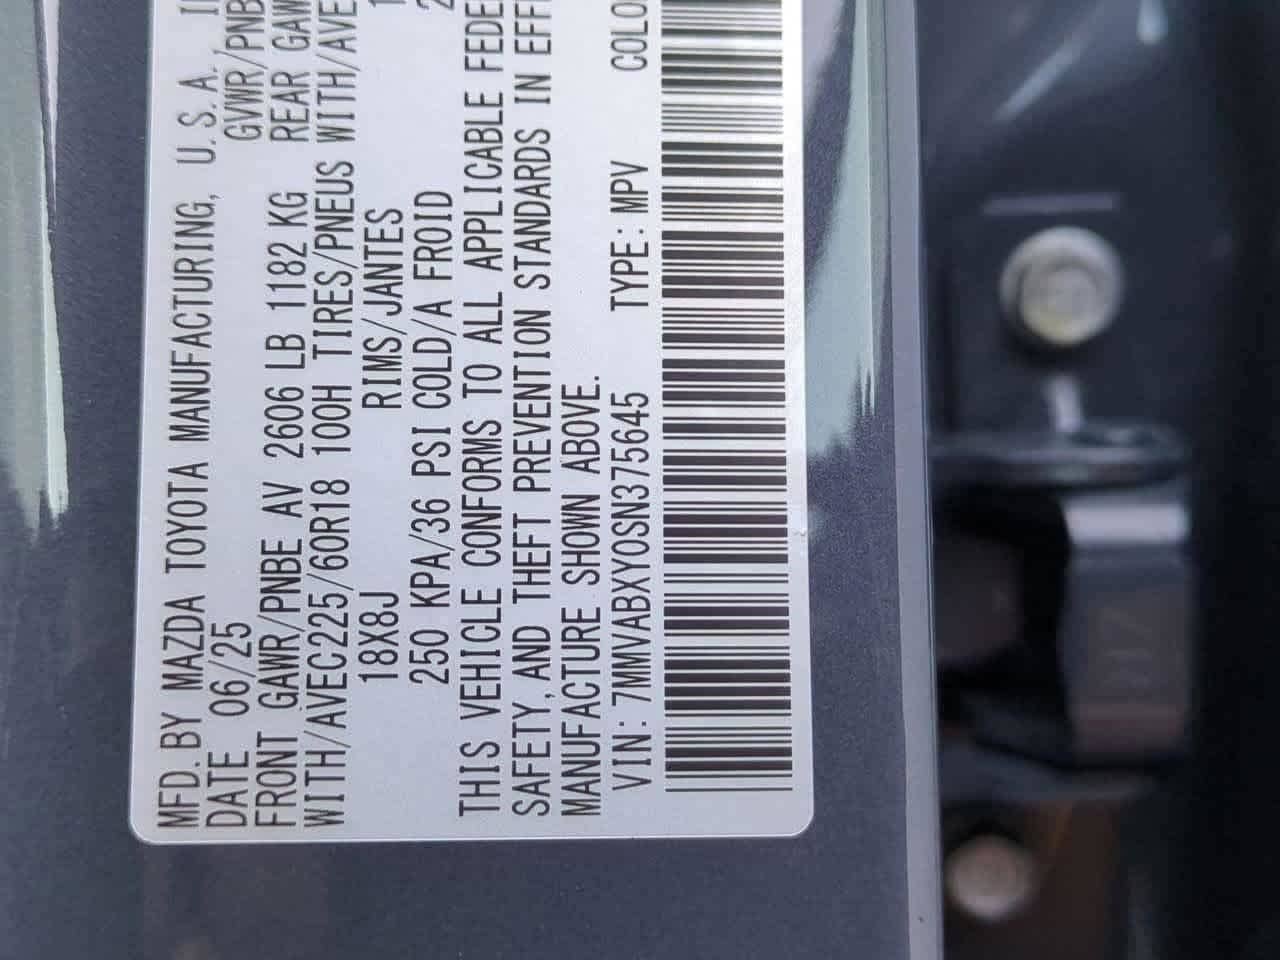 MFD. BY MAZDA TOYOTA MANUFACTURING, U.S.A.
DATE 06/25 GVWR/PNB
FRONT GAWR/PNBE AV 2606 LB 1182 KG REAR GAW
WITH/AVEC225/60R18 100H TIRES/PNEUS WITH/AVE
18X8J RIMS/JANTES 1
250 KPA/36 PSI COLD/A FROID 2
THIS VEHICLE CONFORMS TO ALL APPLICABLE FEDE
SAFETY, AND THEFT PREVENTION STANDARDS IN EFF
MANUFACTURE SHOWN ABOVE.
VIN: 7MMVABXY0SN375645 TYPE: MPV COLO